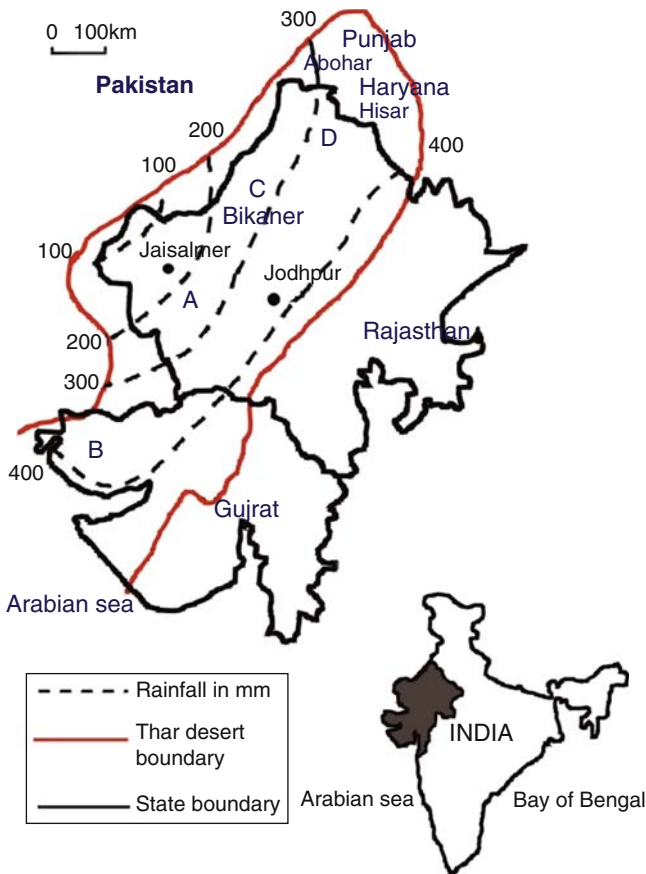 0 100km
300
Punjab
Abohar
Pakistan
Haryana
Hisar
200
D
400
100
C
Bikaner
100
Jaisalmer
Jodhpur
A
200
Rajasthan
300
B
400
Gujrat
Arabian sea
Rainfall in mm
Thar desert
boundary
State boundary
INDIA
Arabian sea
Bay of Bengal